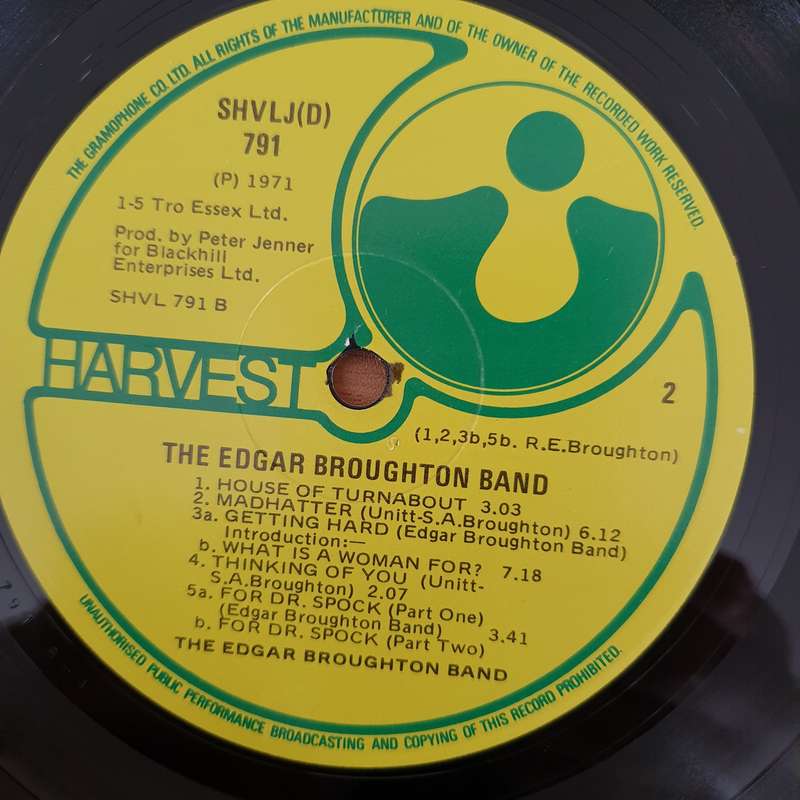 THE GRAMOPHONE CO. LTD. ALL RIGHTS OF THE MANUFACTURER AND OF THE OWNER OF THE RECORDED WORK RESERVED.
SHVLJ(D)
791
(P) 1971
1-5 Tro Essex Ltd.
Prod. by Peter Jenner
for Blackhill
Enterprises Ltd.
SHVL 791 B
HARVEST
2
(1,2,3b,5b. R.E.Broughton)
THE EDGAR BROUGHTON BAND
1. HOUSE OF TURNABOUT 3.03
2. MADHATTER (Unitt-S.A.Broughton) 6.12
3a. GETTING HARD (Edgar Broughton Band)
Introduction:—
b. WHAT IS A WOMAN FOR? 7.18
4. THINKING OF YOU (Unitt-
S.A.Broughton) 2.07
5a. FOR DR. SPOCK (Part One)
(Edgar Broughton Band) 3.41
b. FOR DR. SPOCK (Part Two)
THE EDGAR BROUGHTON BAND
UNAUTHORISED PUBLIC PERFORMANCE BROADCASTING AND COPYING OF THIS RECORD PROHIBITED.